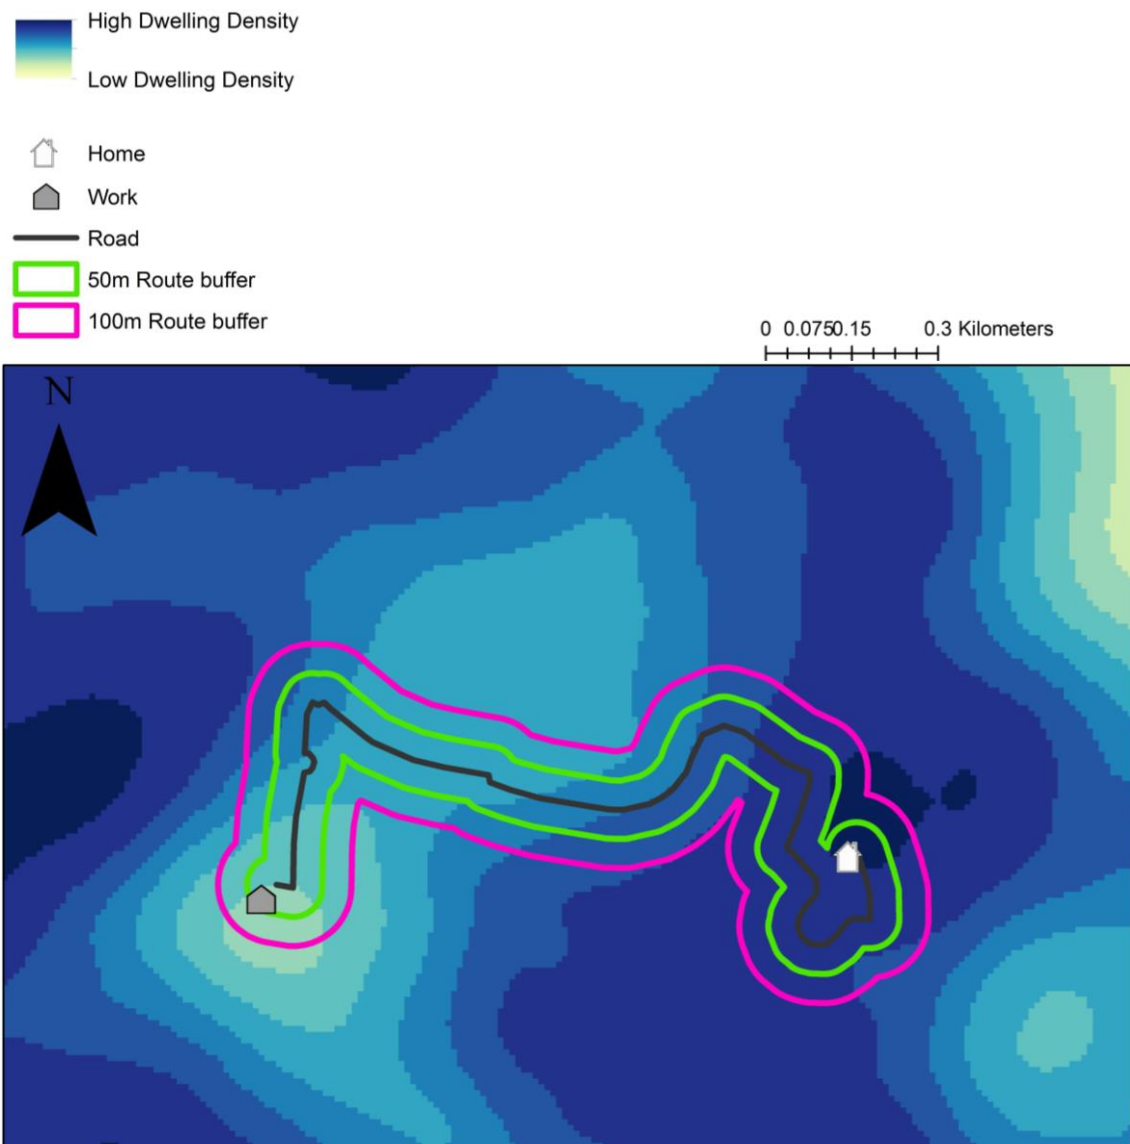 High Dwelling Density
Low Dwelling Density
Home
Work
Road
50m Route buffer
100m Route buffer
0 0.0750.15 0.3 Kilometers
N